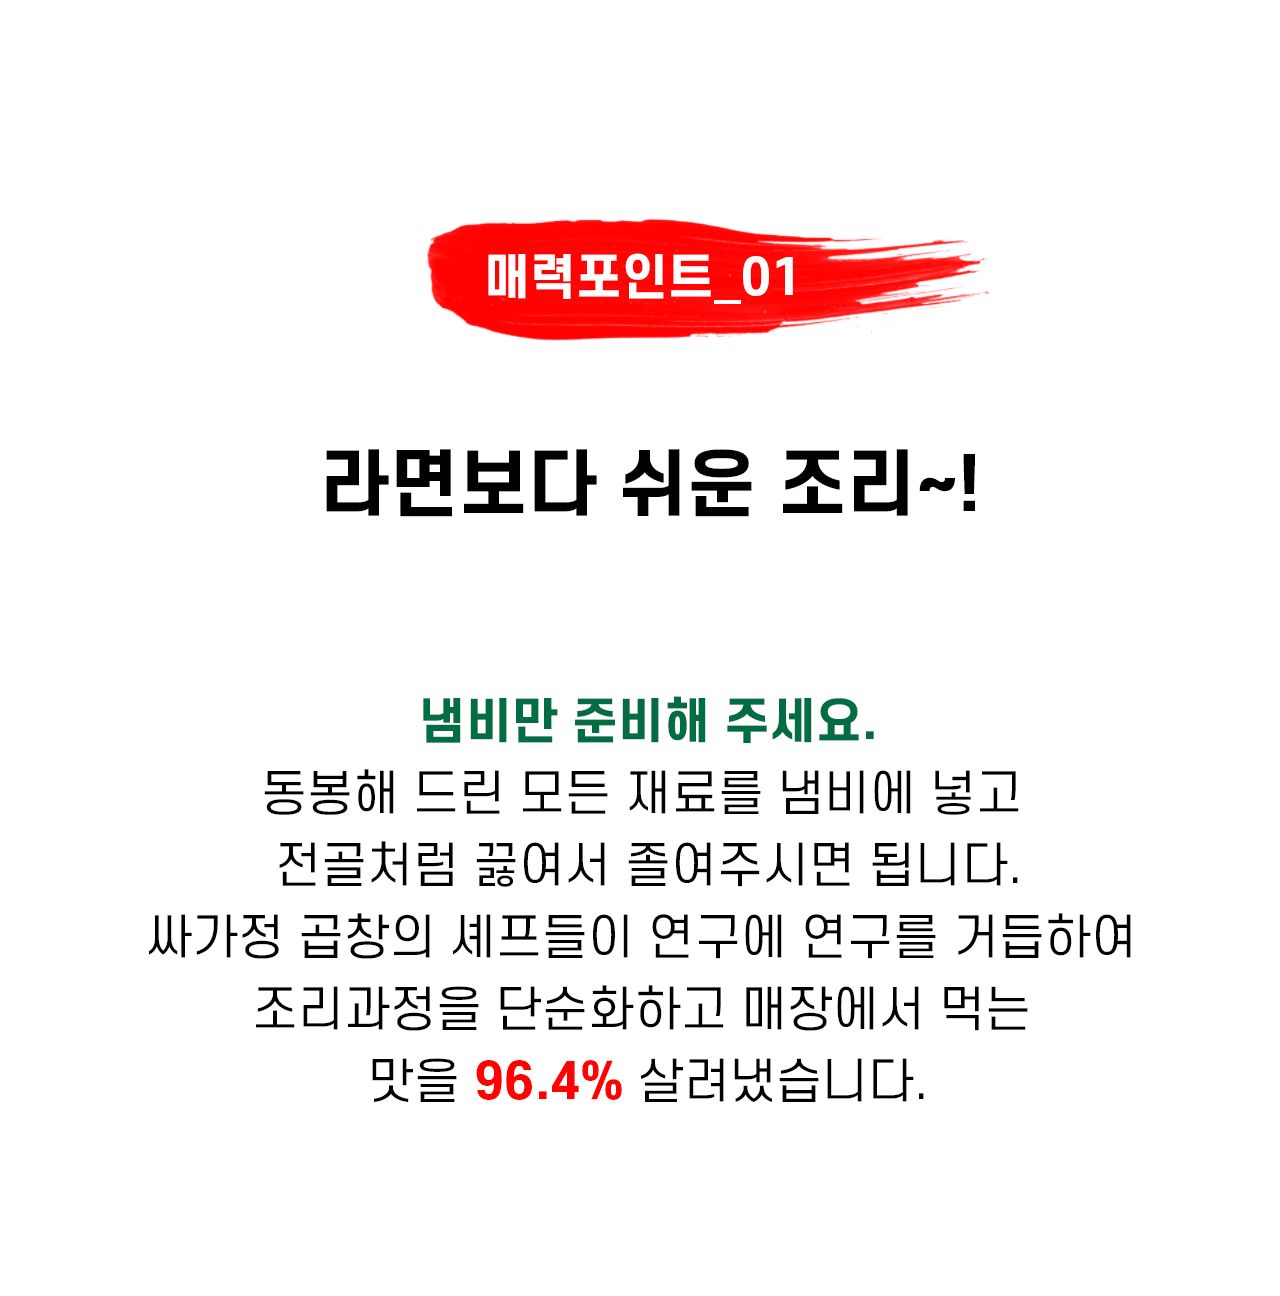 매력포인트_01
라면보다 쉬운 조리~!
냄비만 준비해 주세요.
동봉해 드린 모든 재료를 냄비에 넣고
전골처럼 끓여서 졸여주시면 됩니다.
싸가정 곱창의 셰프들이 연구에 연구를 거듭하여
조리과정을 단순화하고 매장에서 먹는
맛을 96.4% 살려냈습니다.